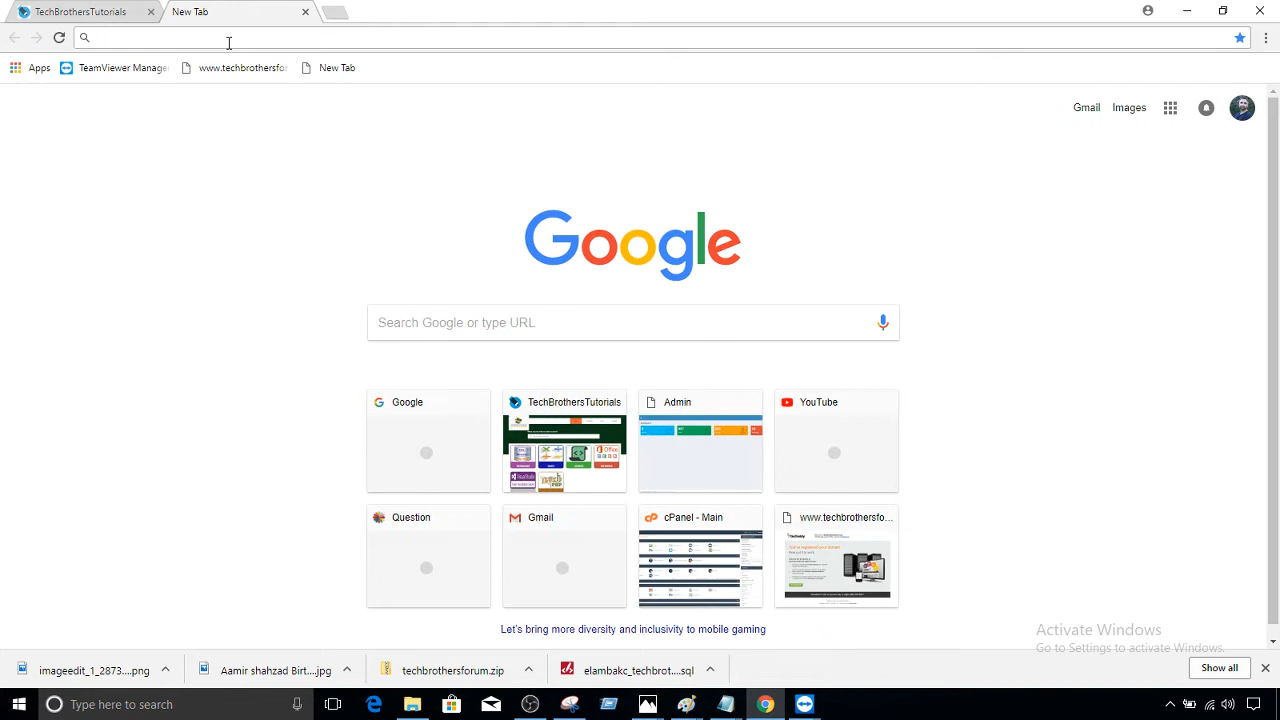 TechBrothersTutorials
New Tab
Apps
TeamViewer Manage
www.techbrothersfor
New Tab
Gmail
Images
Google
Search Google or type URL
Google
TechBrothersTutorials
Admin
YouTube
Question
Gmail
cPanel - Main
www.techbrothersfo...
Let's bring more diversity and inclusivity to mobile gaming
Activate Windows
Go to Settings to activate Windows.
imageedit_1_2873....png
Aamir shahzad Birt....jpg
techbrothersforum.zip
elambakc_techbrot....sql
Show all
Type here to search